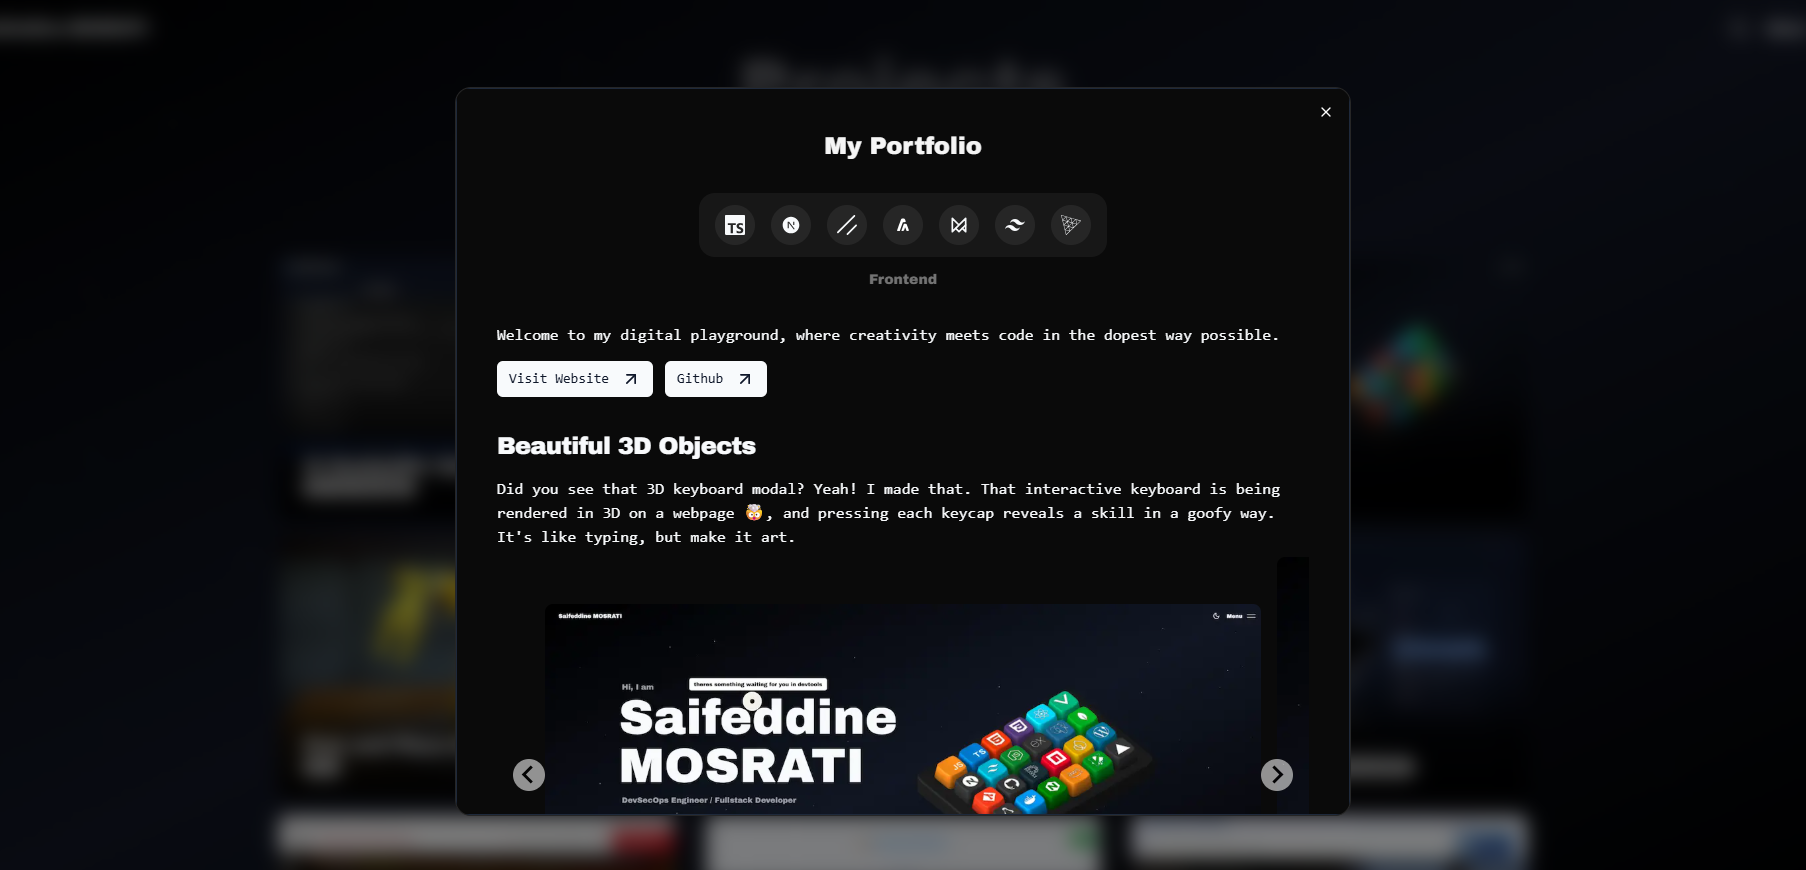 My Portfolio
TS
N
Frontend
Welcome to my digital playground, where creativity meets code in the dopest way possible.
Visit Website
Github
Beautiful 3D Objects
Did you see that 3D keyboard modal? Yeah! I made that. That interactive keyboard is being
rendered in 3D on a webpage 🤯, and pressing each keycap reveals a skill in a goofy way.
It's like typing, but make it art.
Saifeddine MOSRATI
Menu
Hi, I am
theres something waiting for you in devtools
Saifeddine
MOSRATI
DevSecOps Engineer / Fullstack Developer